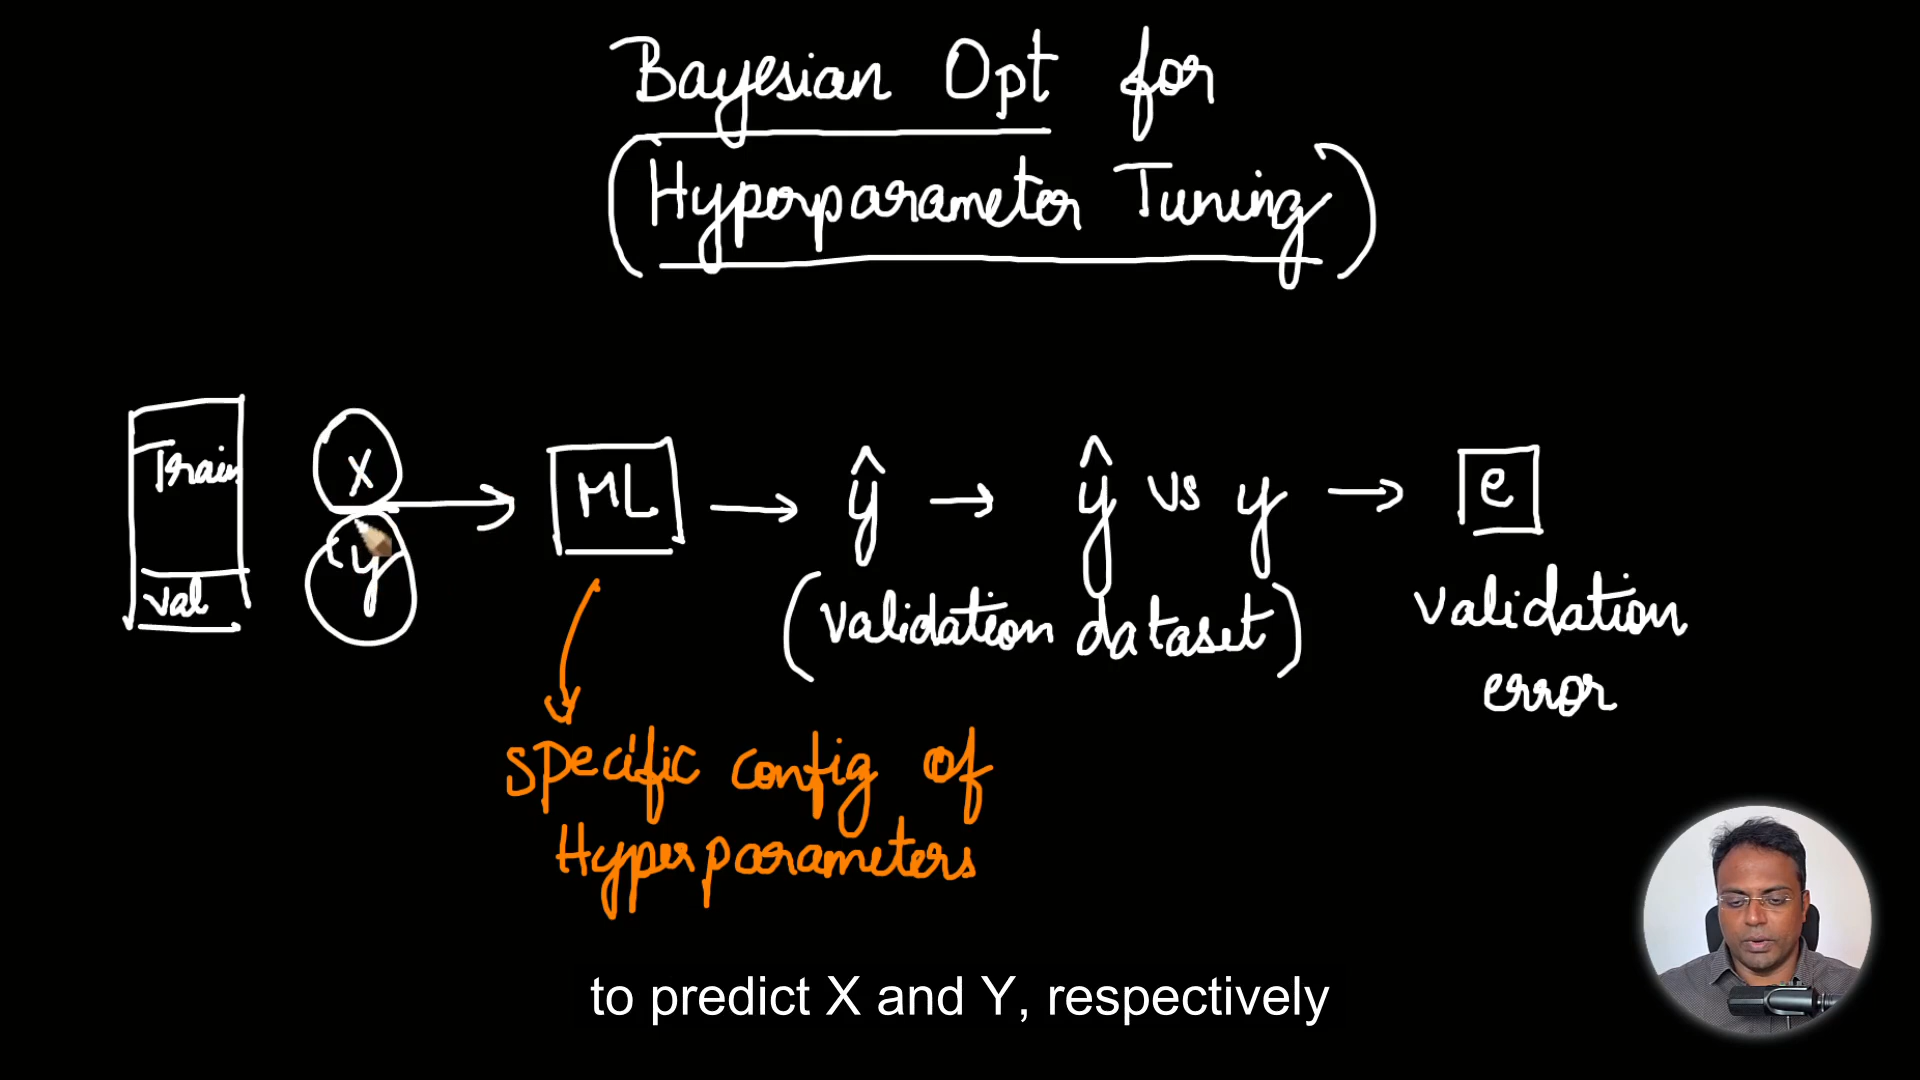 Bayesian Opt for
(Hyperparameter Tuning)
Train
val
X
y
ML
ŷ
ŷ vs y
e
(validation dataset)
validation
error
specific config of
Hyperparameters
to predict X and Y, respectively